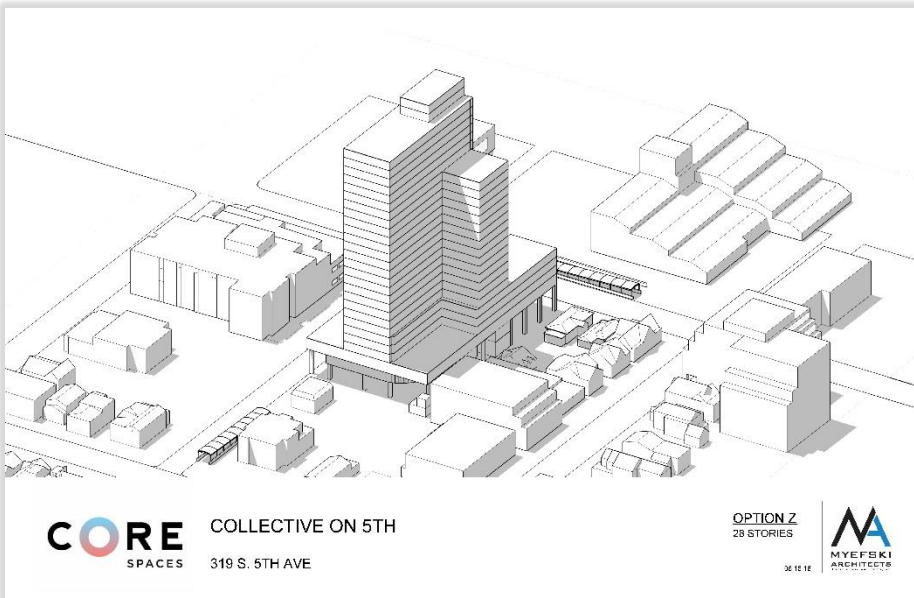 CORE
SPACES
COLLECTIVE ON 5TH
319 S. 5TH AVE
OPTION Z
28 STORIES
MYEFSKI
ARCHITECTS